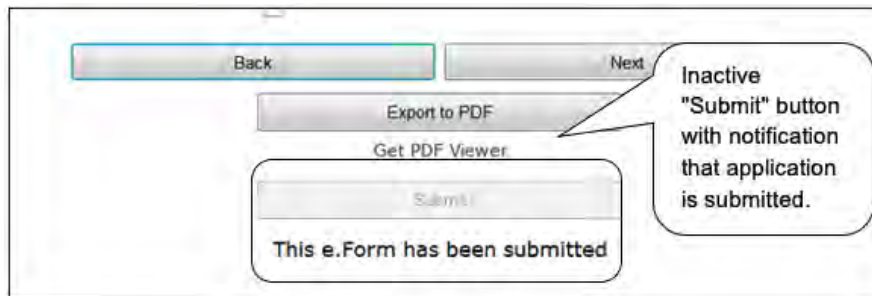 Back
Next
Export to PDF
Get PDF Viewer
Submit
This e.Form has been submitted
Inactive
"Submit" button
with notification
that application
is submitted.